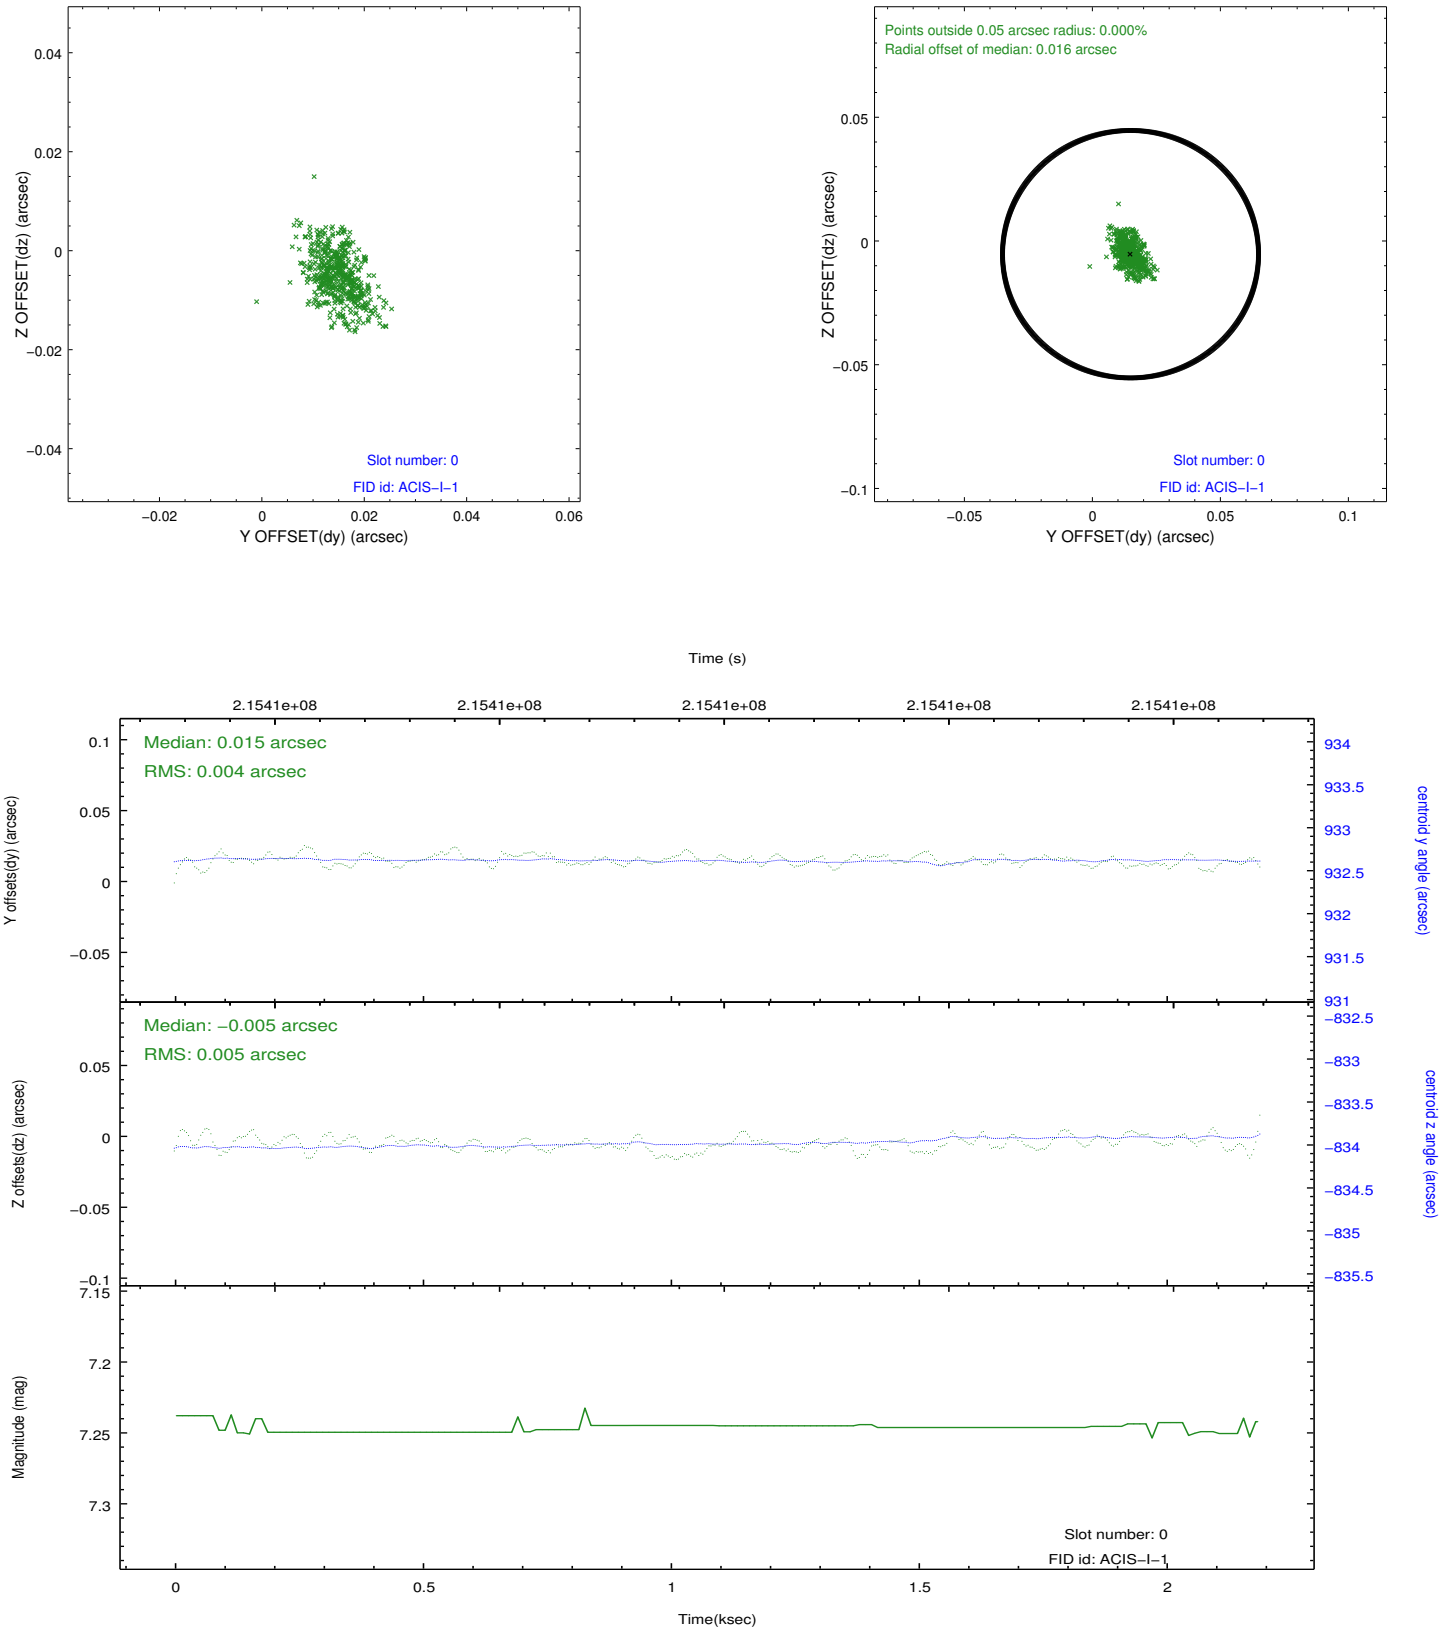 0.04
0.02
0
−0.02
−0.04
Z OFFSET(dz) (arcsec)
Slot number: 0
FID id: ACIS−I−1
−0.02 0 0.02 0.04 0.06
Y OFFSET(dy) (arcsec)
Points outside 0.05 arcsec radius: 0.000%
Radial offset of median: 0.016 arcsec
0.05
0
−0.05
−0.1
Z OFFSET(dz) (arcsec)
Slot number: 0
FID id: ACIS−I−1
−0.05 0 0.05 0.1
Y OFFSET(dy) (arcsec)
Time (s)
2.1541e+08 2.1541e+08 2.1541e+08 2.1541e+08 2.1541e+08
Median: 0.015 arcsec
RMS: 0.004 arcsec
0.1
0.05
0
−0.05
Y offsets(dy) (arcsec)
934
933.5
933
932.5
932
931.5
931
centroid y angle (arcsec)
Median: −0.005 arcsec
RMS: 0.005 arcsec
0.05
0
−0.05
−0.1
Z offsets(dz) (arcsec)
−832.5
−833
−833.5
−834
−834.5
−835
−835.5
centroid z angle (arcsec)
7.15
7.2
7.25
7.3
Magnitude (mag)
Slot number: 0
FID id: ACIS−I−1
0 0.5 1 1.5 2
Time(ksec)